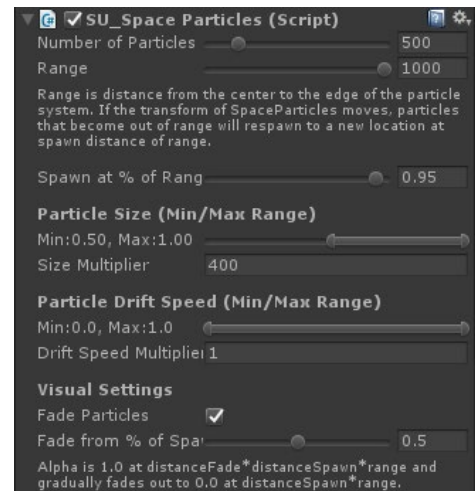 SU_Space Particles (Script)
Number of Particles 500
Range 1000
Range is distance from the center to the edge of the particle
system. If the transform of SpaceParticles moves, particles
that become out of range will respawn to a new location at
spawn distance of range.
Spawn at % of Rang 0.95
Particle Size (Min/Max Range)
Min:0.50, Max:1.00
Size Multiplier 400
Particle Drift Speed (Min/Max Range)
Min:0.0, Max:1.0
Drift Speed Multiplier 1
Visual Settings
Fade Particles
Fade from % of Spa 0.5
Alpha is 1.0 at distanceFade*distanceSpawn*range and
gradually fades out to 0.0 at distanceSpawn*range.